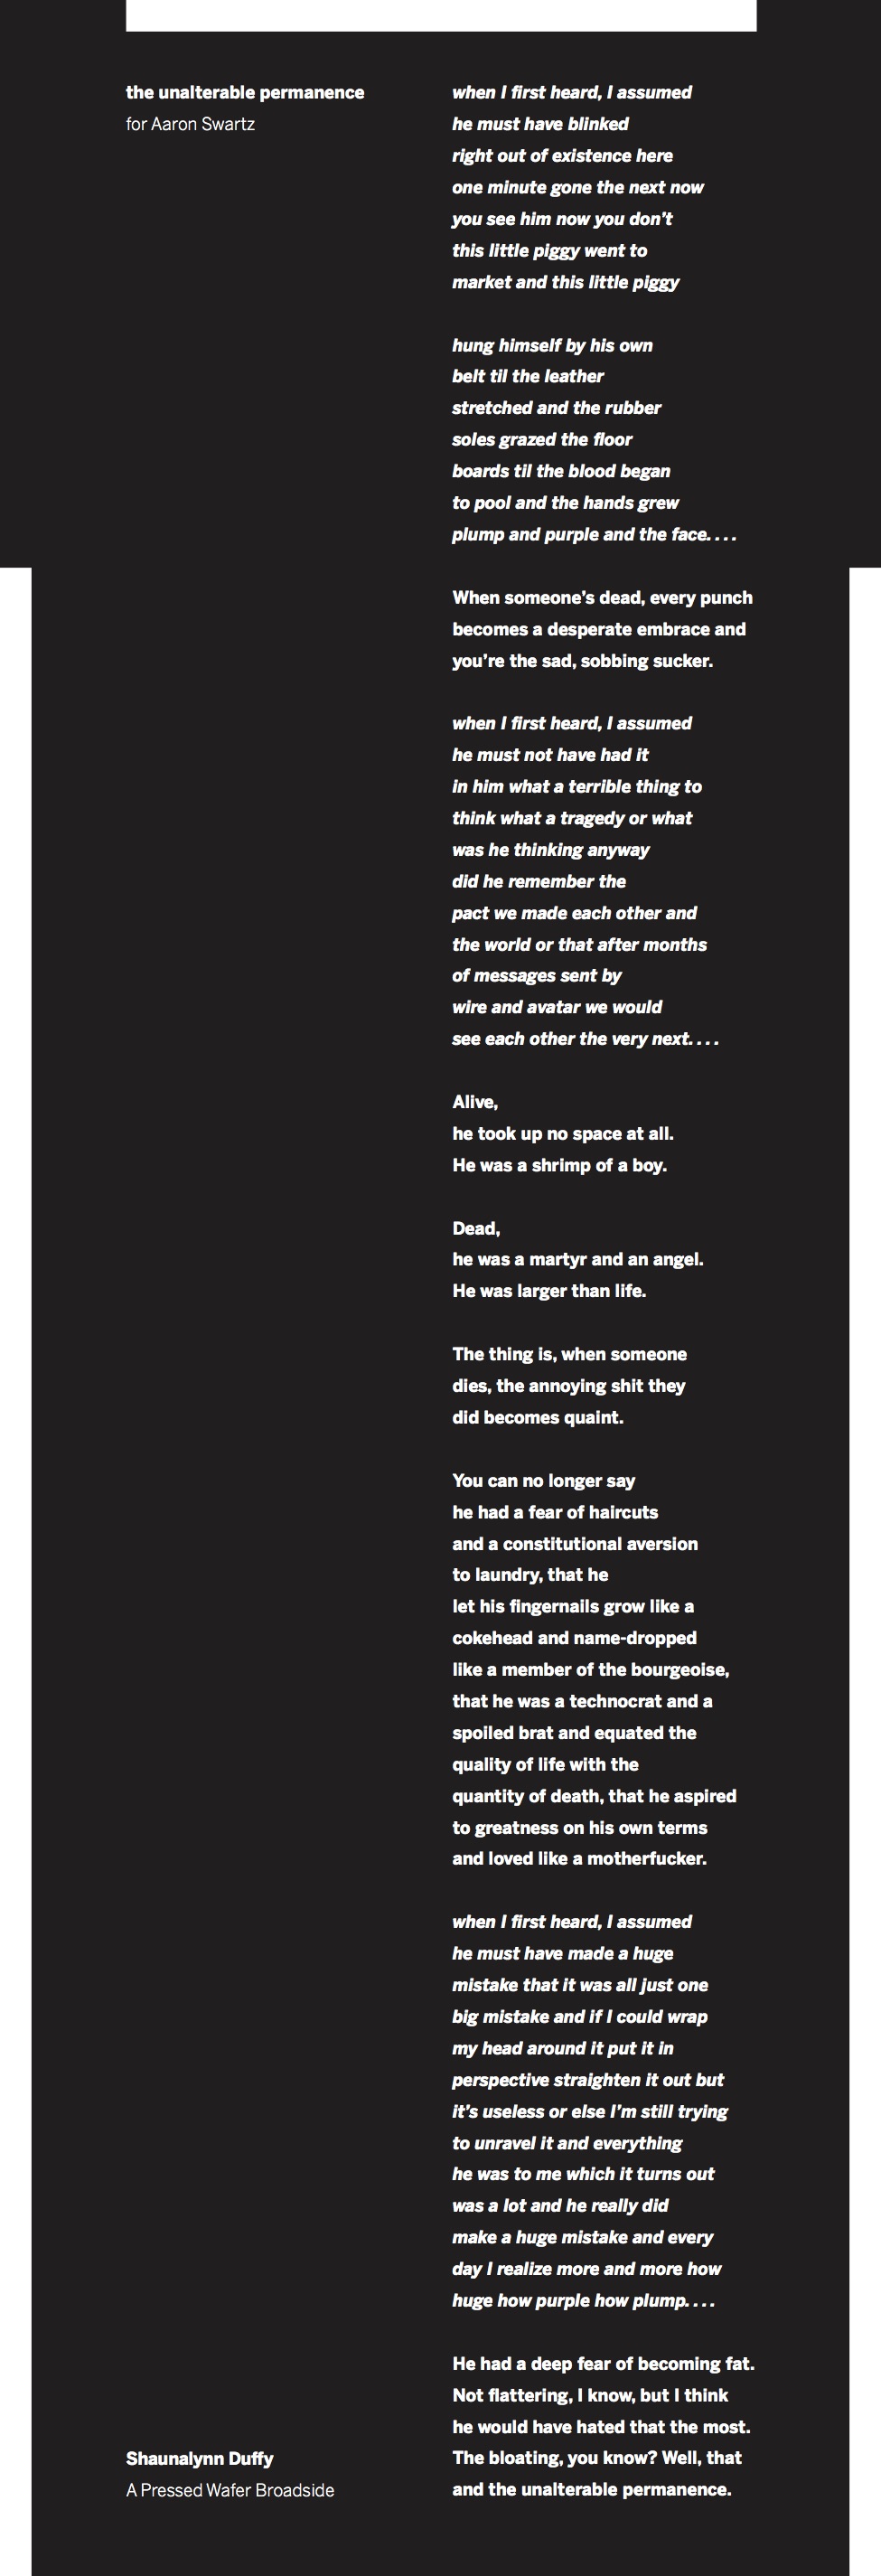 the unalterable permanence
for Aaron Swartz
when I first heard, I assumed
he must have blinked
right out of existence here
one minute gone the next now
you see him now you don’t
this little piggy went to
market and this little piggy
hung himself by his own
belt til the leather
stretched and the rubber
soles grazed the floor
boards til the blood began
to pool and the hands grew
plump and purple and the face. . . .
When someone’s dead, every punch
becomes a desperate embrace and
you’re the sad, sobbing sucker.
when I first heard, I assumed
he must not have had it
in him what a terrible thing to
think what a tragedy or what
was he thinking anyway
did he remember the
pact we made each other and
the world or that after months
of messages sent by
wire and avatar we would
see each other the very next. . . .
Alive,
he took up no space at all.
He was a shrimp of a boy.
Dead,
he was a martyr and an angel.
He was larger than life.
The thing is, when someone
dies, the annoying shit they
did becomes quaint.
You can no longer say
he had a fear of haircuts
and a constitutional aversion
to laundry, that he
let his fingernails grow like a
cokehead and name-dropped
like a member of the bourgeoise,
that he was a technocrat and a
spoiled brat and equated the
quality of life with the
quantity of death, that he aspired
to greatness on his own terms
and loved like a motherfucker.
when I first heard, I assumed
he must have made a huge
mistake that it was all just one
big mistake and if I could wrap
my head around it put it in
perspective straighten it out but
it’s useless or else I’m still trying
to unravel it and everything
he was to me which it turns out
was a lot and he really did
make a huge mistake and every
day I realize more and more how
huge how purple how plump. . . .
He had a deep fear of becoming fat.
Not flattering, I know, but I think
he would have hated that the most.
The bloating, you know? Well, that
and the unalterable permanence.
Shaunalynn Duffy
A Pressed Wafer Broadside